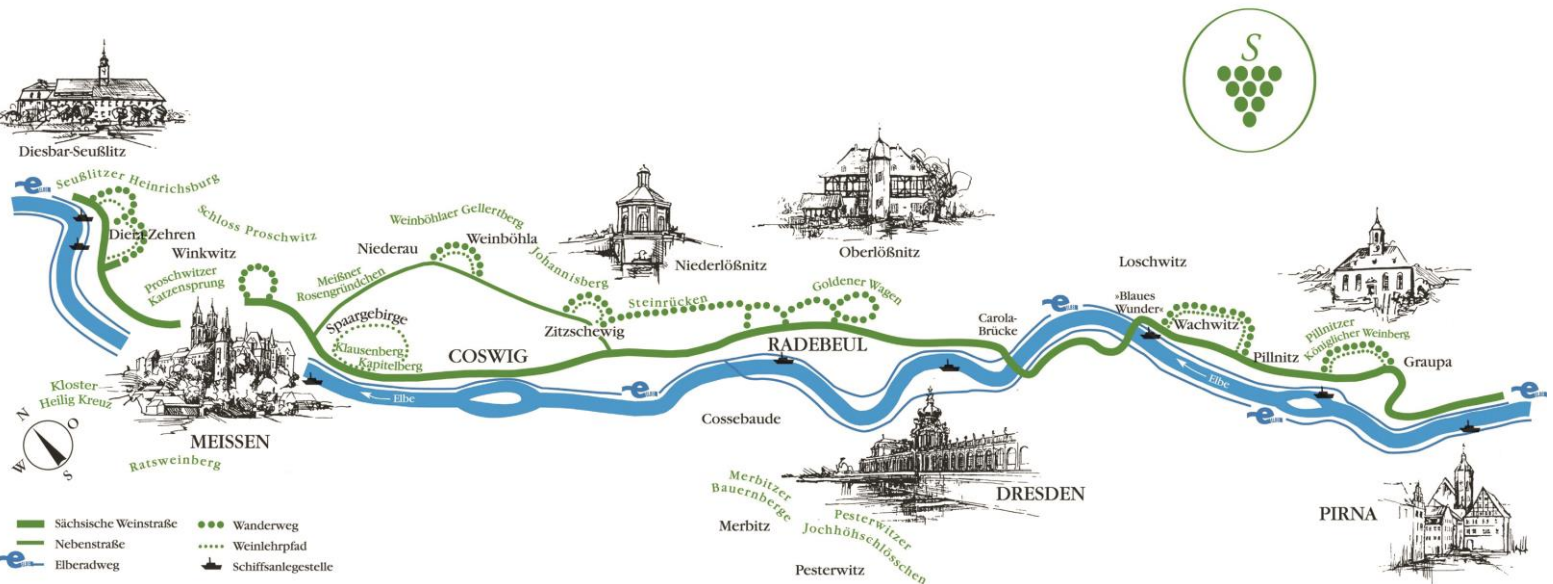 S
Diesbar-Seußlitz
Seußlitzer Heinrichsburg
Schloss Proschwitz
Diera-Zehren
Winkwitz
Proschwitzer
Katzensprung
Weinböhlaer Gellertberg
Niederau
Weinböhla
Johannisberg
Meißner
Rosengründchen
Niederlößnitz
Oberlößnitz
Loschwitz
Spaargebirge
Klausenberg
Kapitelberg
Zitzschewig
Steinrücken
Goldener Wagen
COSWIG
RADEBEUL
Carola-
Brücke
»Blaues
Wunder«
Wachwitz
Pillnitz
Pillnitzer
Königlicher Weinberg
Graupa
Elbe
Elbe
Kloster
Heilig Kreuz
N
O
W
S
MEISSEN
Ratsweinberg
Cossebaude
DRESDEN
Merbitzer
Bauernberge
Merbitz
Pesterwitzer
Jochhöhschlösschen
Pesterwitz
PIRNA
Sächsische Weinstraße
Nebenstraße
Elberadweg
Wanderweg
Weinlehrpfad
Schiffsanlegestelle